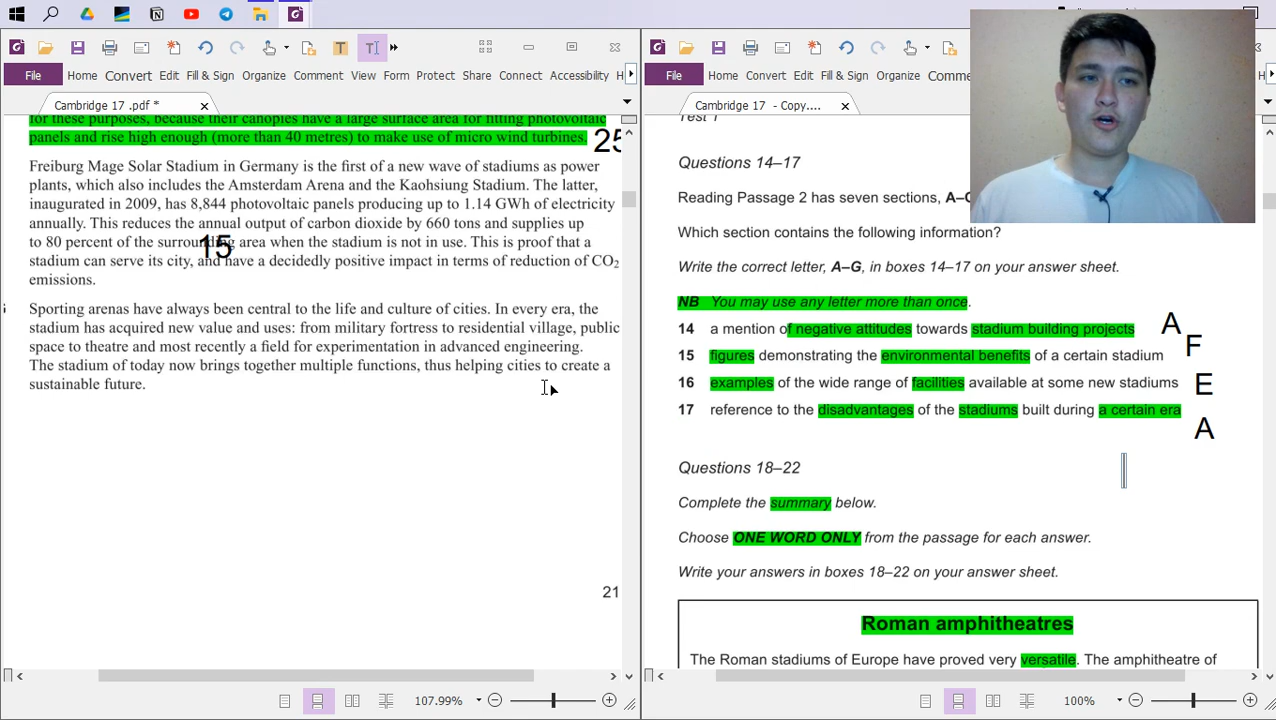 File Home Convert Edit Fill & Sign Organize Comment View Form Protect Share Connect Accessibility H
Cambridge 17 .pdf *
for these purposes, because their canopies have a large surface area for fitting photovoltaic
panels and rise high enough (more than 40 metres) to make use of micro wind turbines.
25
Freiburg Mage Solar Stadium in Germany is the first of a new wave of stadiums as power
plants, which also includes the Amsterdam Arena and the Kaohsiung Stadium. The latter,
inaugurated in 2009, has 8,844 photovoltaic panels producing up to 1.14 GWh of electricity
annually. This reduces the annual output of carbon dioxide by 660 tons and supplies up
to 80 percent of the surrounding area when the stadium is not in use. This is proof that a
15
stadium can serve its city, and have a decidedly positive impact in terms of reduction of CO₂
emissions.
Sporting arenas have always been central to the life and culture of cities. In every era, the
stadium has acquired new value and uses: from military fortress to residential village, public
space to theatre and most recently a field for experimentation in advanced engineering.
The stadium of today now brings together multiple functions, thus helping cities to create a
sustainable future.
21
107.99%
File Home Convert Edit Fill & Sign Organize
Cambridge 17 - Copy....
Test 1
Questions 14–17
Reading Passage 2 has seven sections,
Which section contains the following information?
Write the correct letter, A–G, in boxes 14–17 on your answer sheet.
NB You may use any letter more than once.
14 a mention of negative attitudes towards stadium building projects A
15 figures demonstrating the environmental benefits of a certain stadium F
16 examples of the wide range of facilities available at some new stadiums E
17 reference to the disadvantages of the stadiums built during a certain era A
Questions 18–22
Complete the summary below.
Choose ONE WORD ONLY from the passage for each answer.
Write your answers in boxes 18–22 on your answer sheet.
Roman amphitheatres
The Roman stadiums of Europe have proved very versatile. The amphitheatre of
100%